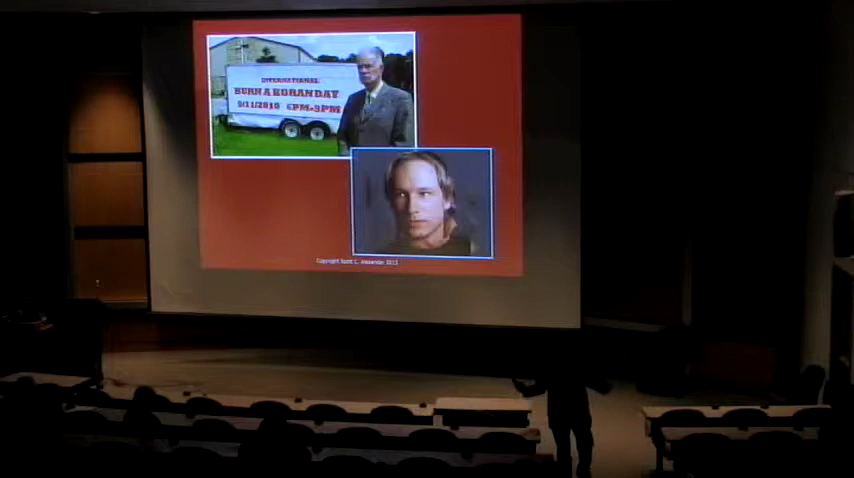 INTERNATIONAL
BURN A KORAN DAY
9/11/2010 6PM-9PM
Copyright Scott C. Alexander 2013